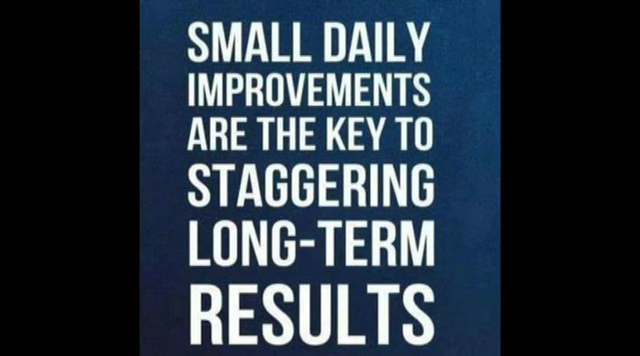 SMALL DAILY
IMPROVEMENTS
ARE THE KEY TO
STAGGERING
LONG-TERM
RESULTS